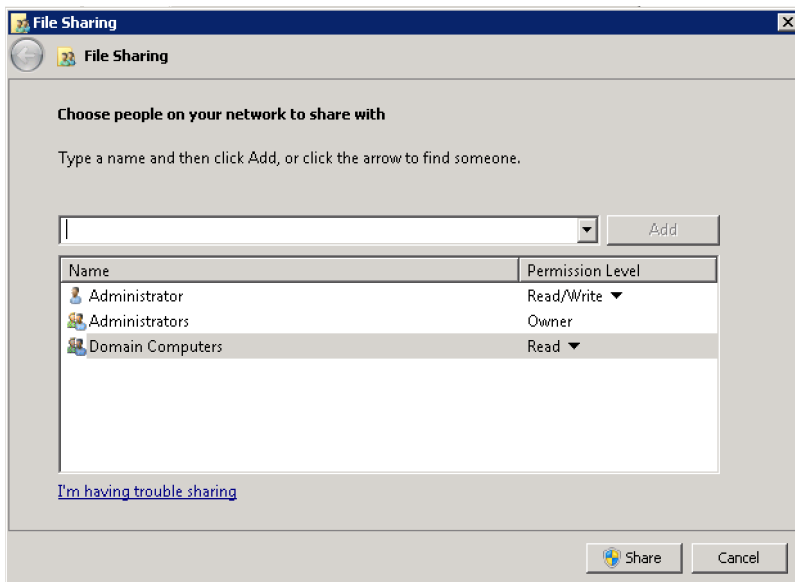 File Sharing
File Sharing
Choose people on your network to share with
Type a name and then click Add, or click the arrow to find someone.
Add
Name Permission Level
Administrator Read/Write
Administrators Owner
Domain Computers Read
I'm having trouble sharing
Share Cancel